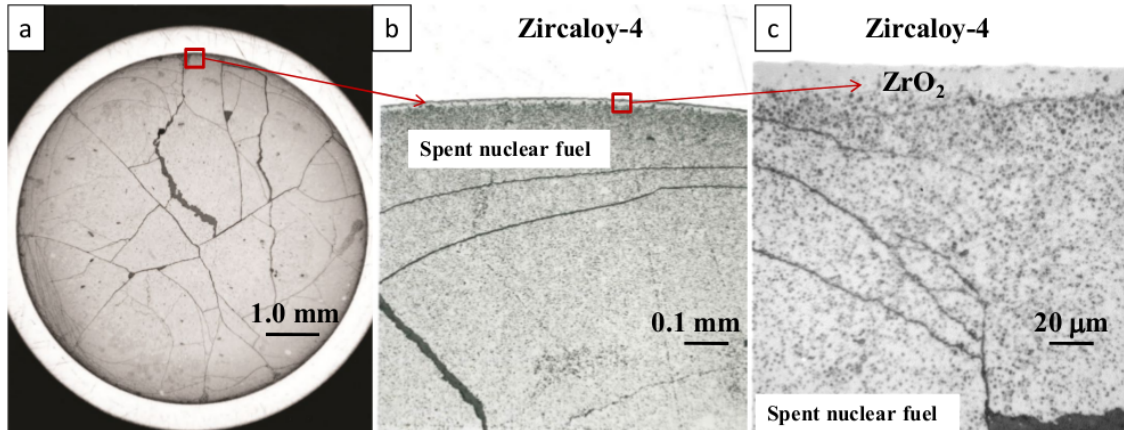 a
b
Zircaloy-4
c
Zircaloy-4
ZrO₂
Spent nuclear fuel
1.0 mm
0.1 mm
20 μm
Spent nuclear fuel